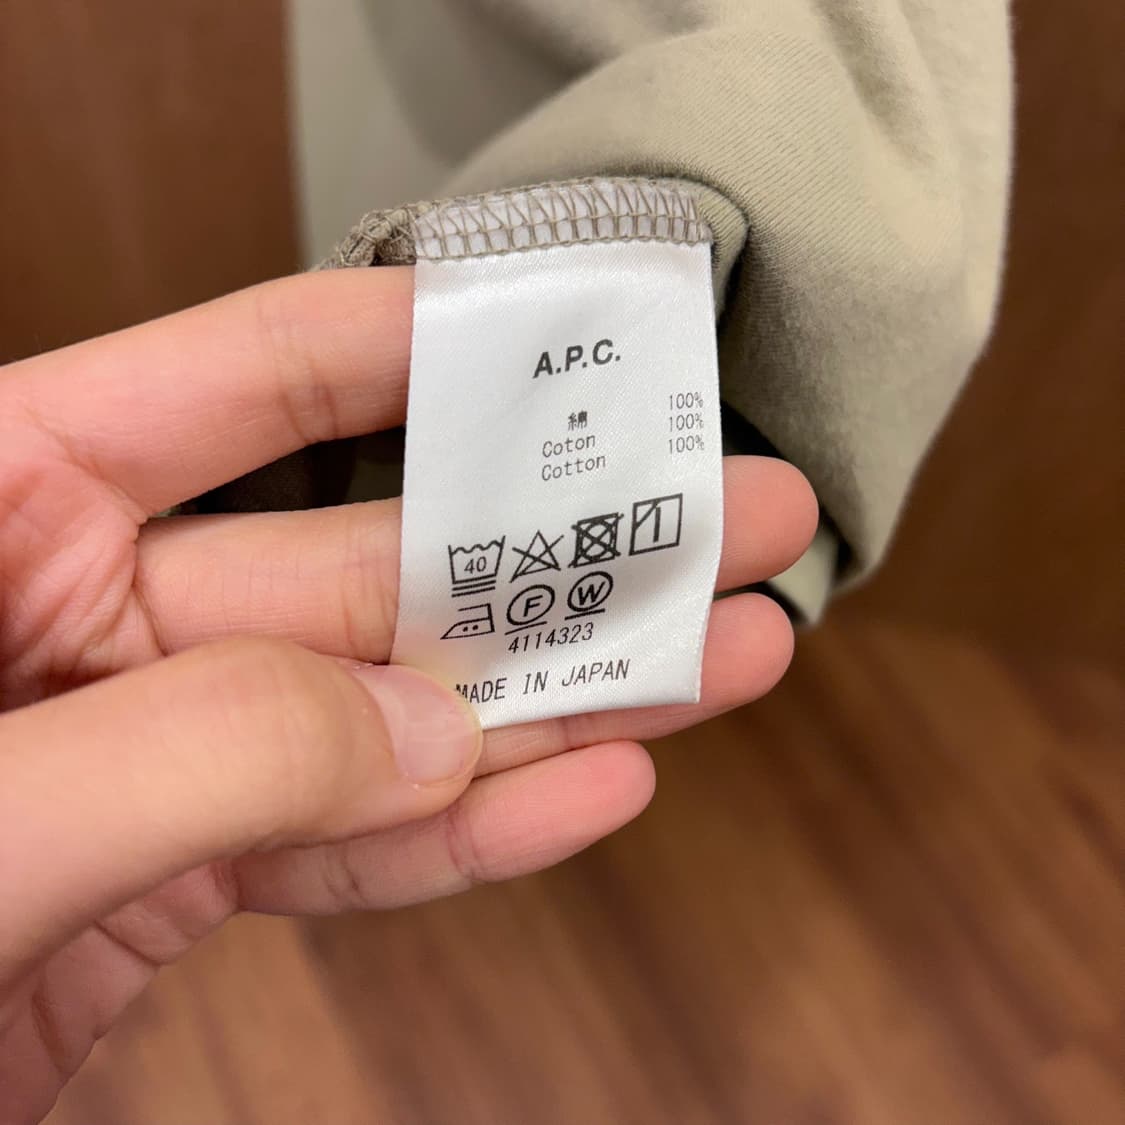 A.P.C.
綿 100%
Coton 100%
Cotton 100%
40
F W
4114323
MADE IN JAPAN